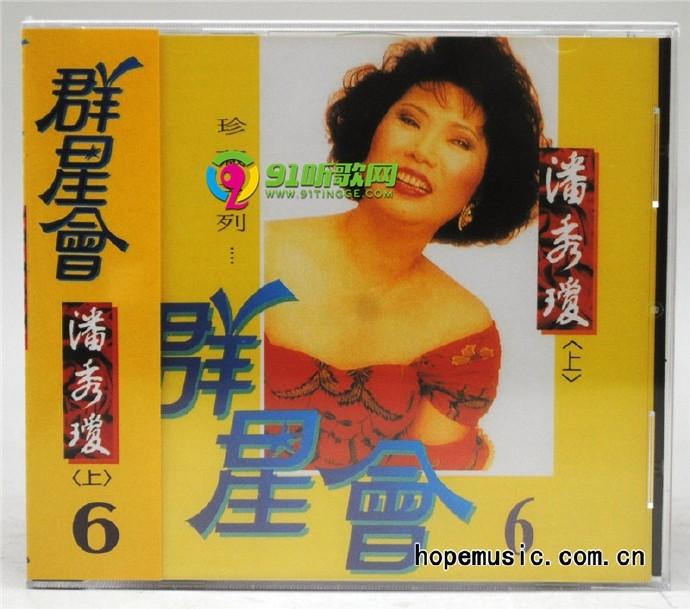 群星會
潘秀瓊
〈上〉
6
珍
列....
91听歌网
WWW.91TINGGE.COM
潘秀瓊
〈上〉
群星會
6
hopemusic.com.cn